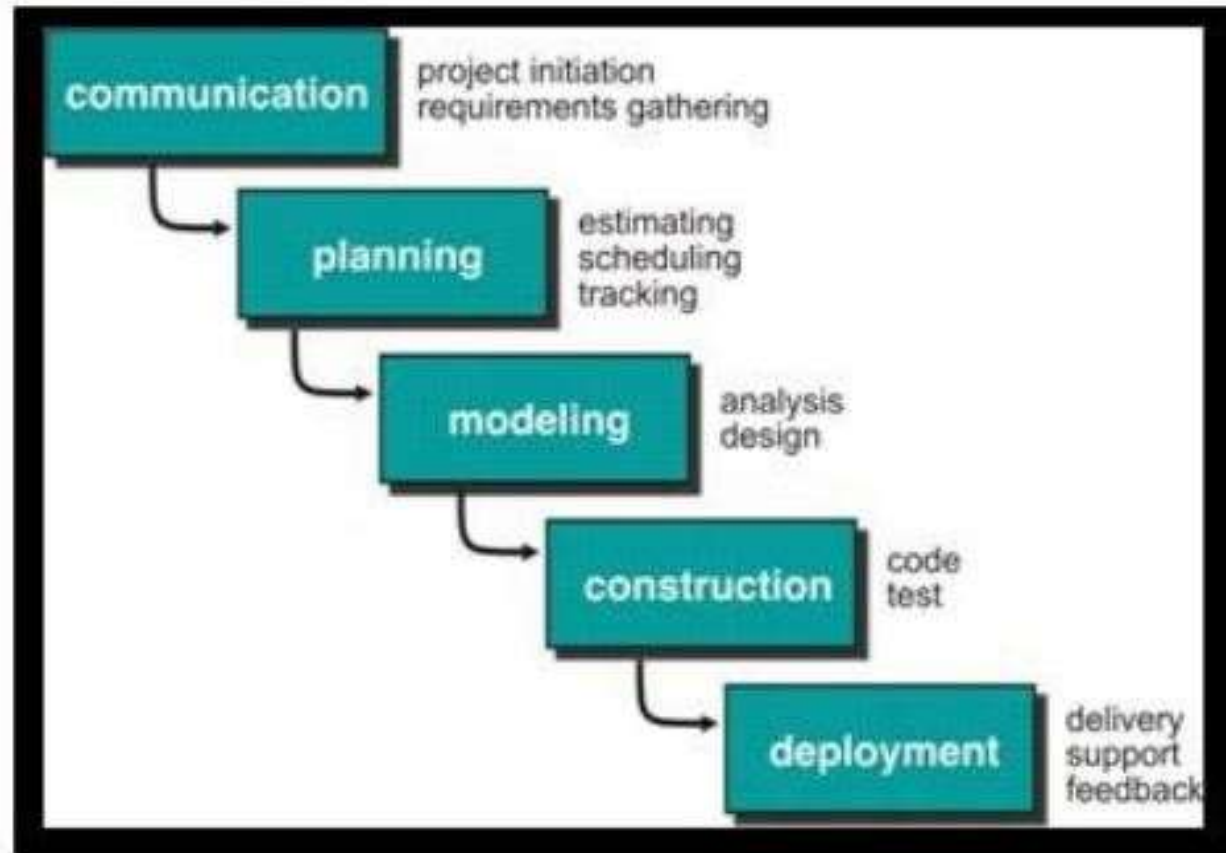 communication
project initiation
requirements gathering
planning
estimating
scheduling
tracking
modeling
analysis
design
construction
code
test
deployment
delivery
support
feedback